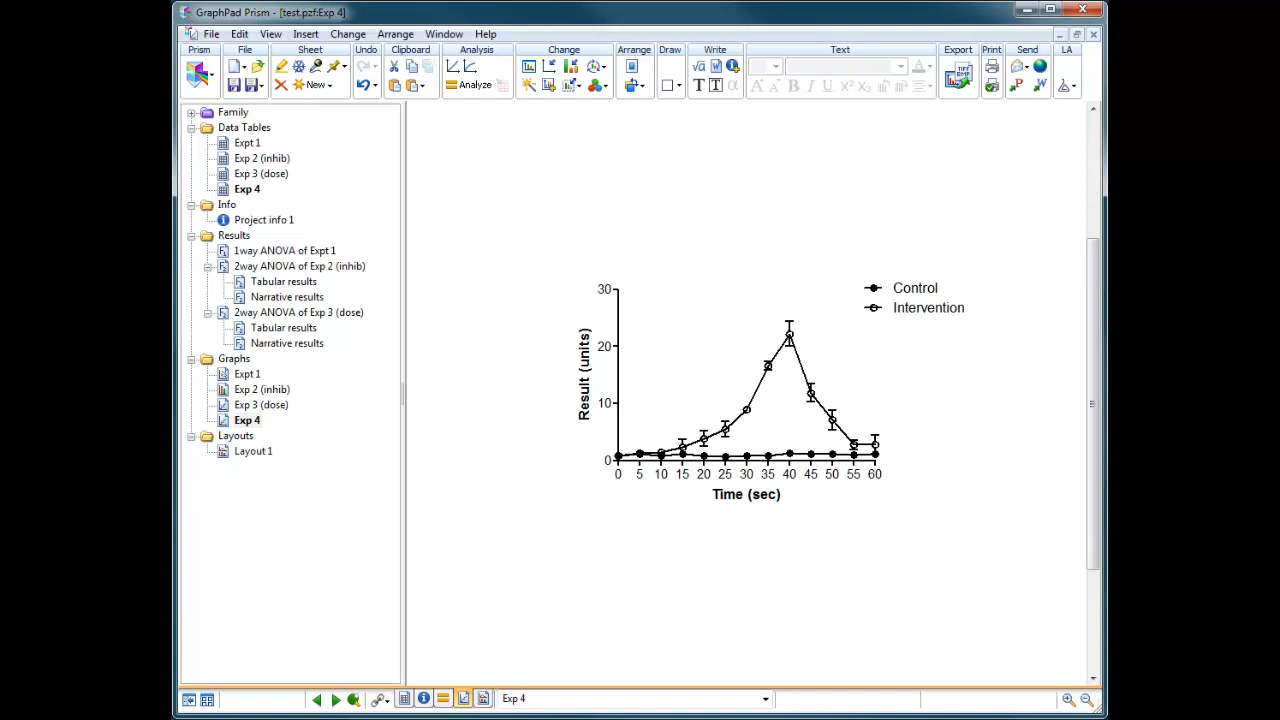 GraphPad Prism - [test.pzf:Exp 4]
File Edit View Insert Change Arrange Window Help
Prism File Sheet Undo Clipboard Analysis Change Arrange Draw Write Text Export Print Send LA
New
Analyze
Family
Data Tables
Expt 1
Exp 2 (inhib)
Exp 3 (dose)
Exp 4
Info
Project info 1
Results
1way ANOVA of Expt 1
2way ANOVA of Exp 2 (inhib)
Tabular results
Narrative results
2way ANOVA of Exp 3 (dose)
Tabular results
Narrative results
Graphs
Expt 1
Exp 2 (inhib)
Exp 3 (dose)
Exp 4
Layouts
Layout 1
Control
Intervention
Result (units)
30
20
10
0
0 5 10 15 20 25 30 35 40 45 50 55 60
Time (sec)
Exp 4